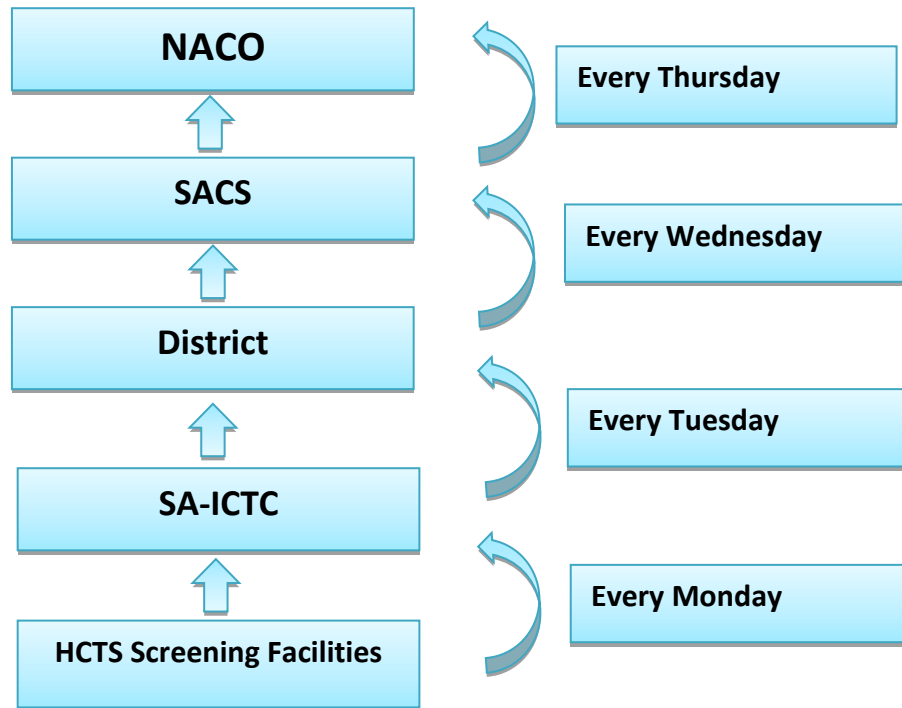 NACO
Every Thursday
SACS
Every Wednesday
District
Every Tuesday
SA-ICTC
Every Monday
HCTS Screening Facilities